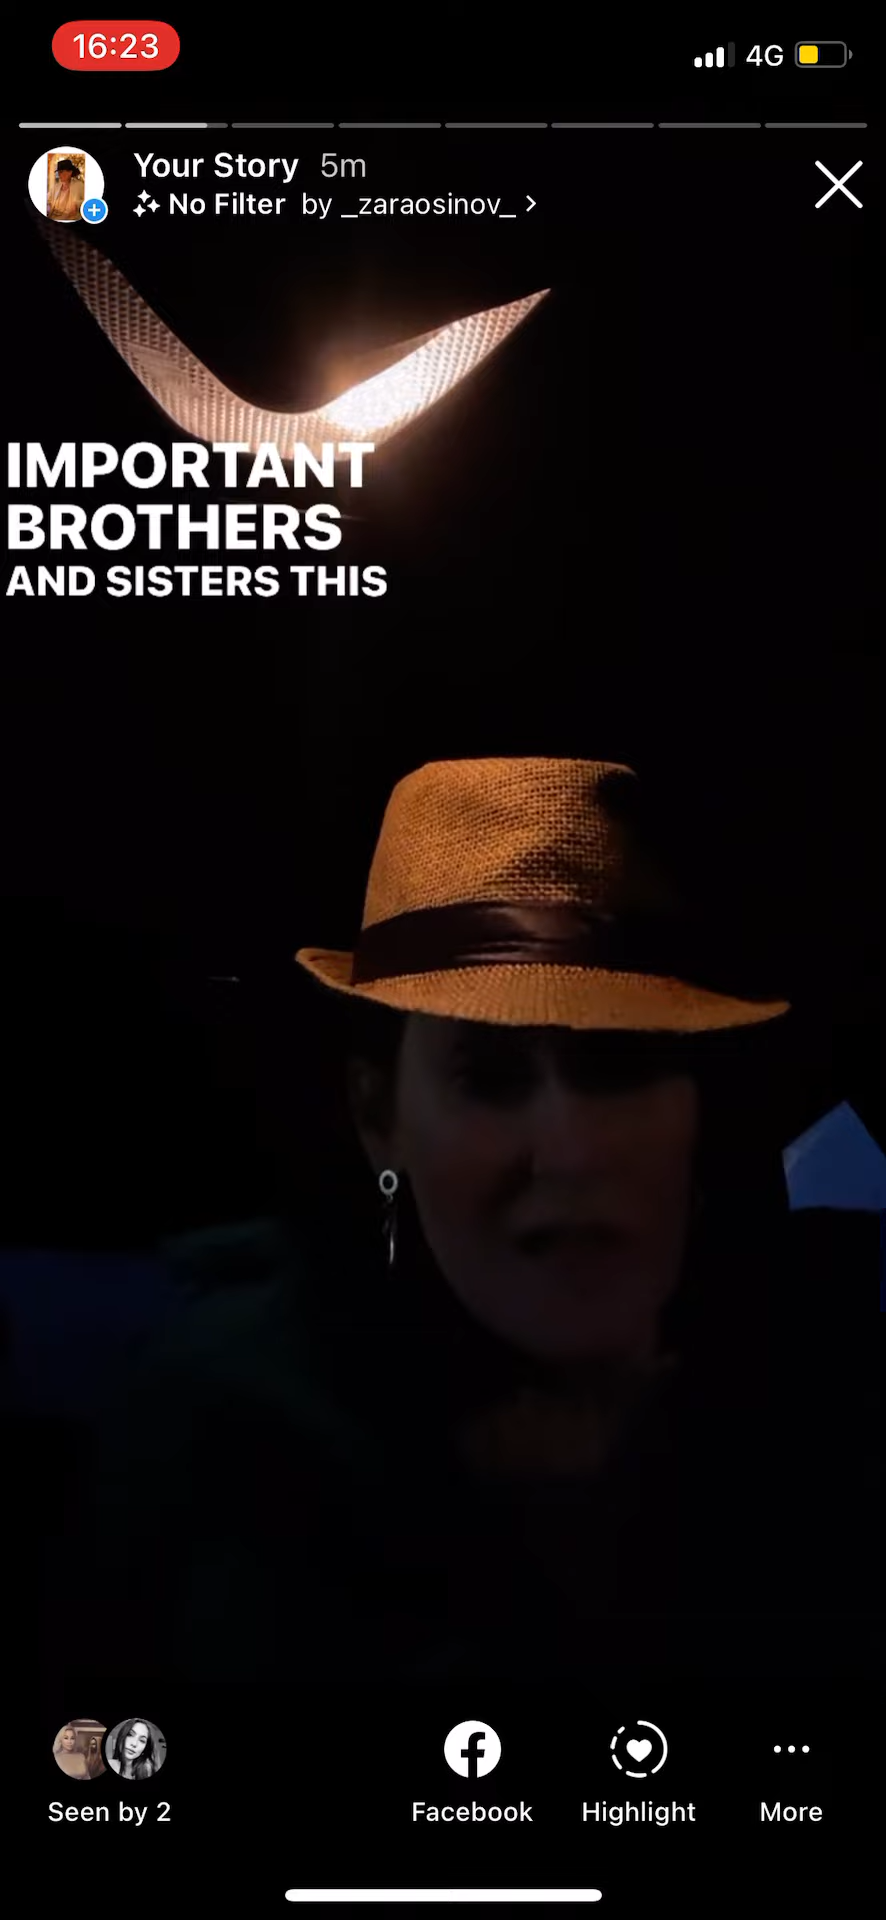 16:23
4G
Your Story 5m
No Filter by _zaraosinov_
IMPORTANT
BROTHERS
AND SISTERS THIS
Seen by 2
Facebook
Highlight
More